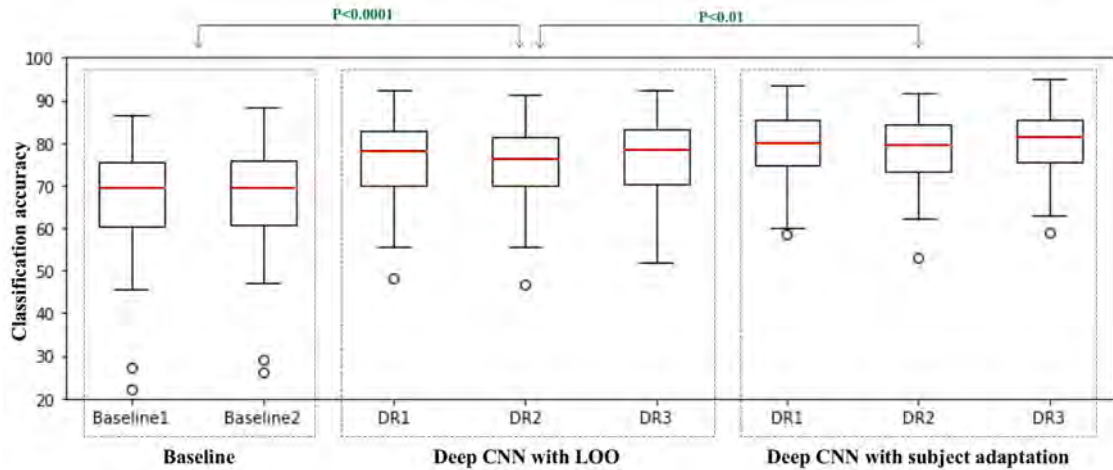 P<0.0001
P<0.01
Classification accuracy
100
90
80
70
60
50
40
30
20
Baseline1 Baseline2 DR1 DR2 DR3 DR1 DR2 DR3
Baseline Deep CNN with LOO Deep CNN with subject adaptation